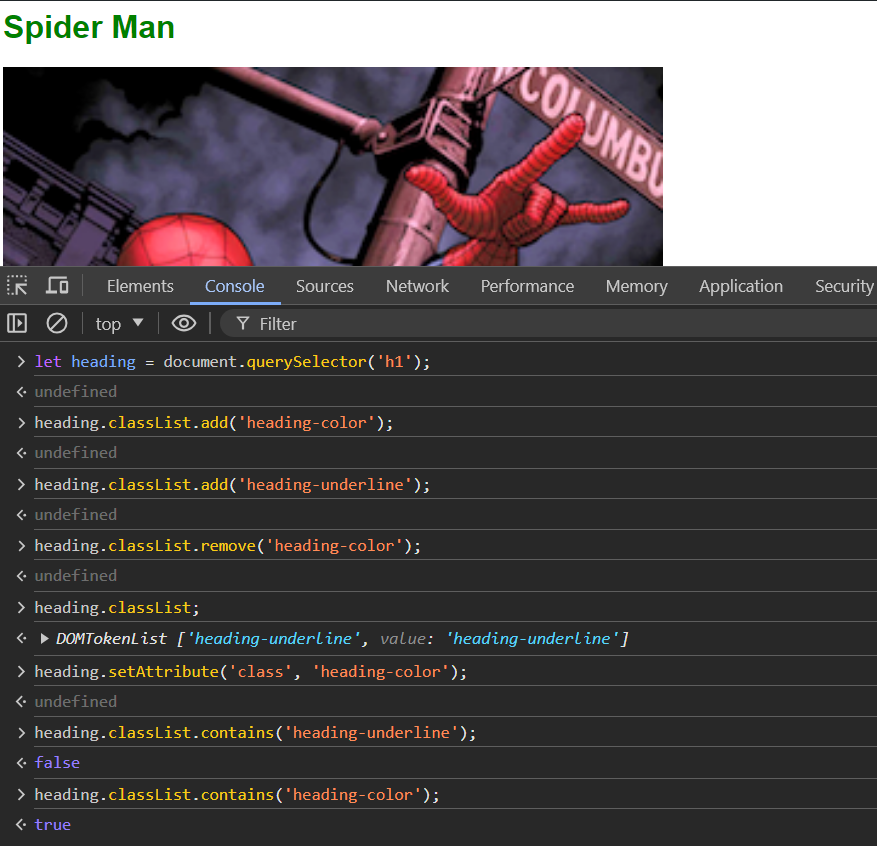 Spider Man
COLUMBU
Elements Console Sources Network Performance Memory Application Security
top Filter
let heading = document.querySelector('h1');
undefined
heading.classList.add('heading-color');
undefined
heading.classList.add('heading-underline');
undefined
heading.classList.remove('heading-color');
undefined
heading.classList;
DOMTokenList ['heading-underline', value: 'heading-underline']
heading.setAttribute('class', 'heading-color');
undefined
heading.classList.contains('heading-underline');
false
heading.classList.contains('heading-color');
true